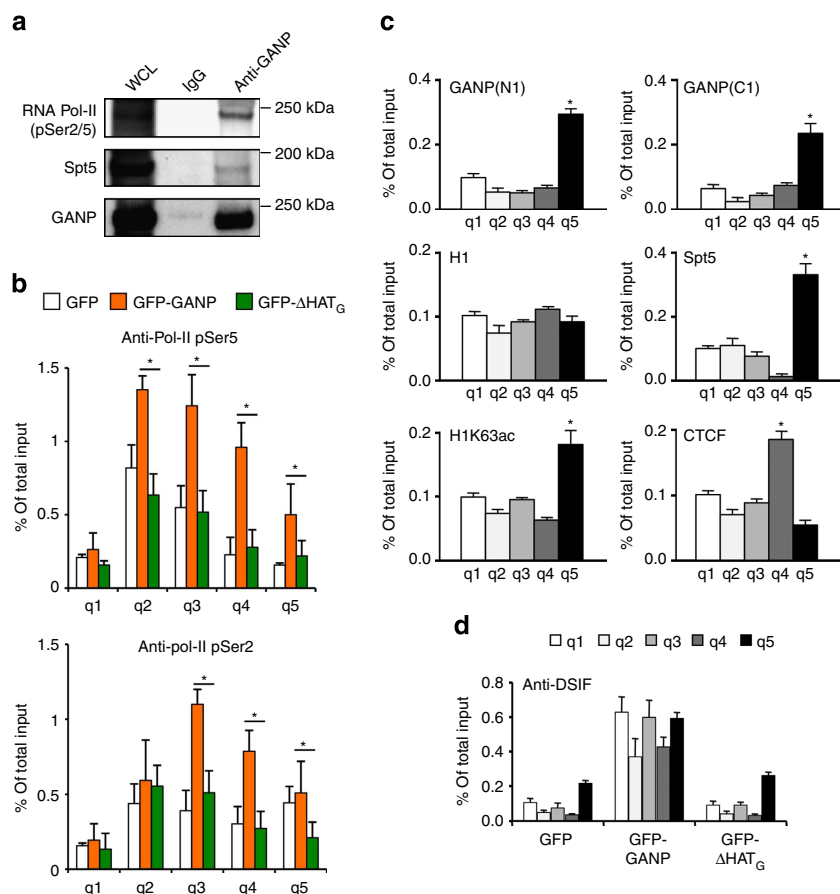 a
WCL
IgG
Anti-GANP
RNA Pol-II
(pSer2/5)
250 kDa
Spt5
200 kDa
GANP
250 kDa
b
GFP GFP-GANP GFP-ΔHATG
Anti-Pol-II pSer5
% Of total input
1.5
1
0.5
0
* * * *
q1 q2 q3 q4 q5
Anti-pol-II pSer2
% Of total input
1.5
1
0.5
0
* * *
q1 q2 q3 q4 q5
c
GANP(N1)
% Of total input
0.4
0.2
0.0
*
q1 q2 q3 q4 q5
GANP(C1)
% Of total input
0.4
0.2
0.0
*
q1 q2 q3 q4 q5
H1
% Of total input
0.2
0.1
0.0
q1 q2 q3 q4 q5
Spt5
% Of total input
0.4
0.2
0.0
*
q1 q2 q3 q4 q5
H1K63ac
% Of total input
0.2
0.1
0.0
*
q1 q2 q3 q4 q5
CTCF
% Of total input
0.2
0.1
0.0
*
q1 q2 q3 q4 q5
d
q1 q2 q3 q4 q5
Anti-DSIF
% Of total input
0.8
0.6
0.4
0.2
0.0
GFP
GFP-
GANP
GFP-
ΔHATG